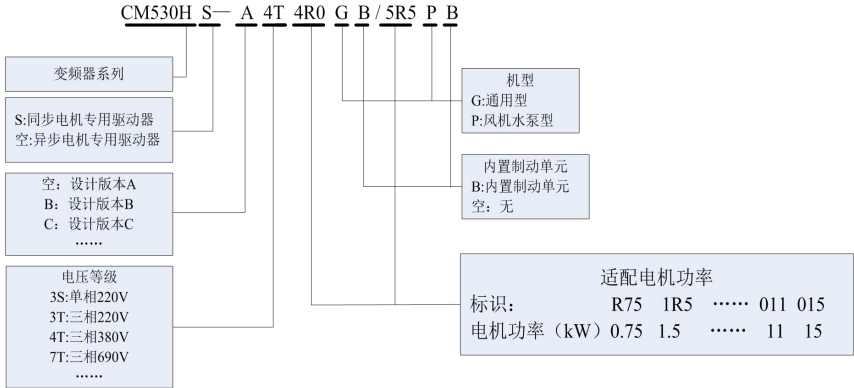 CM530H S— A 4T 4R0 G B / 5R5 P B
变频器系列
S:同步电机专用驱动器
空:异步电机专用驱动器
空：设计版本A
B：设计版本B
C：设计版本C
……
电压等级
3S:单相220V
3T:三相220V
4T:三相380V
7T:三相690V
……
机型
G:通用型
P:风机水泵型
内置制动单元
B:内置制动单元
空：无
适配电机功率
标识： R75 1R5 …… 011 015
电机功率（kW）0.75 1.5 …… 11 15